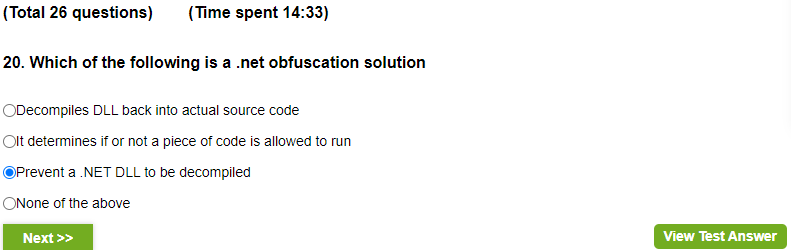 (Total 26 questions) (Time spent 14:33)
20. Which of the following is a .net obfuscation solution
Decompiles DLL back into actual source code
It determines if or not a piece of code is allowed to run
Prevent a .NET DLL to be decompiled
None of the above
Next >>
View Test Answer